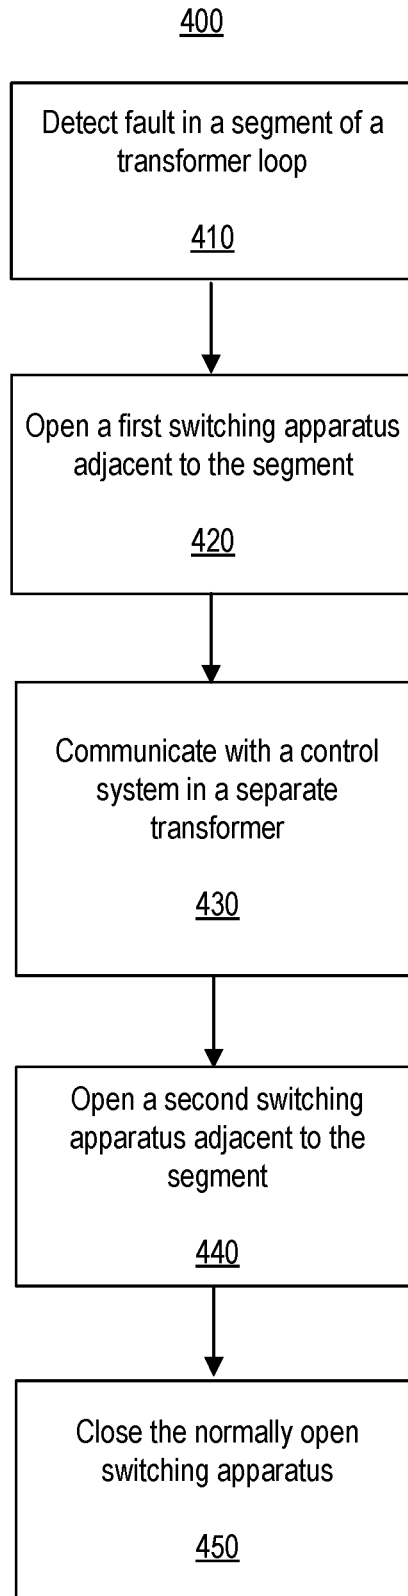 400
Detect fault in a segment of a
transformer loop
410
Open a first switching apparatus
adjacent to the segment
420
Communicate with a control
system in a separate
transformer
430
Open a second switching
apparatus adjacent to the
segment
440
Close the normally open
switching apparatus
450